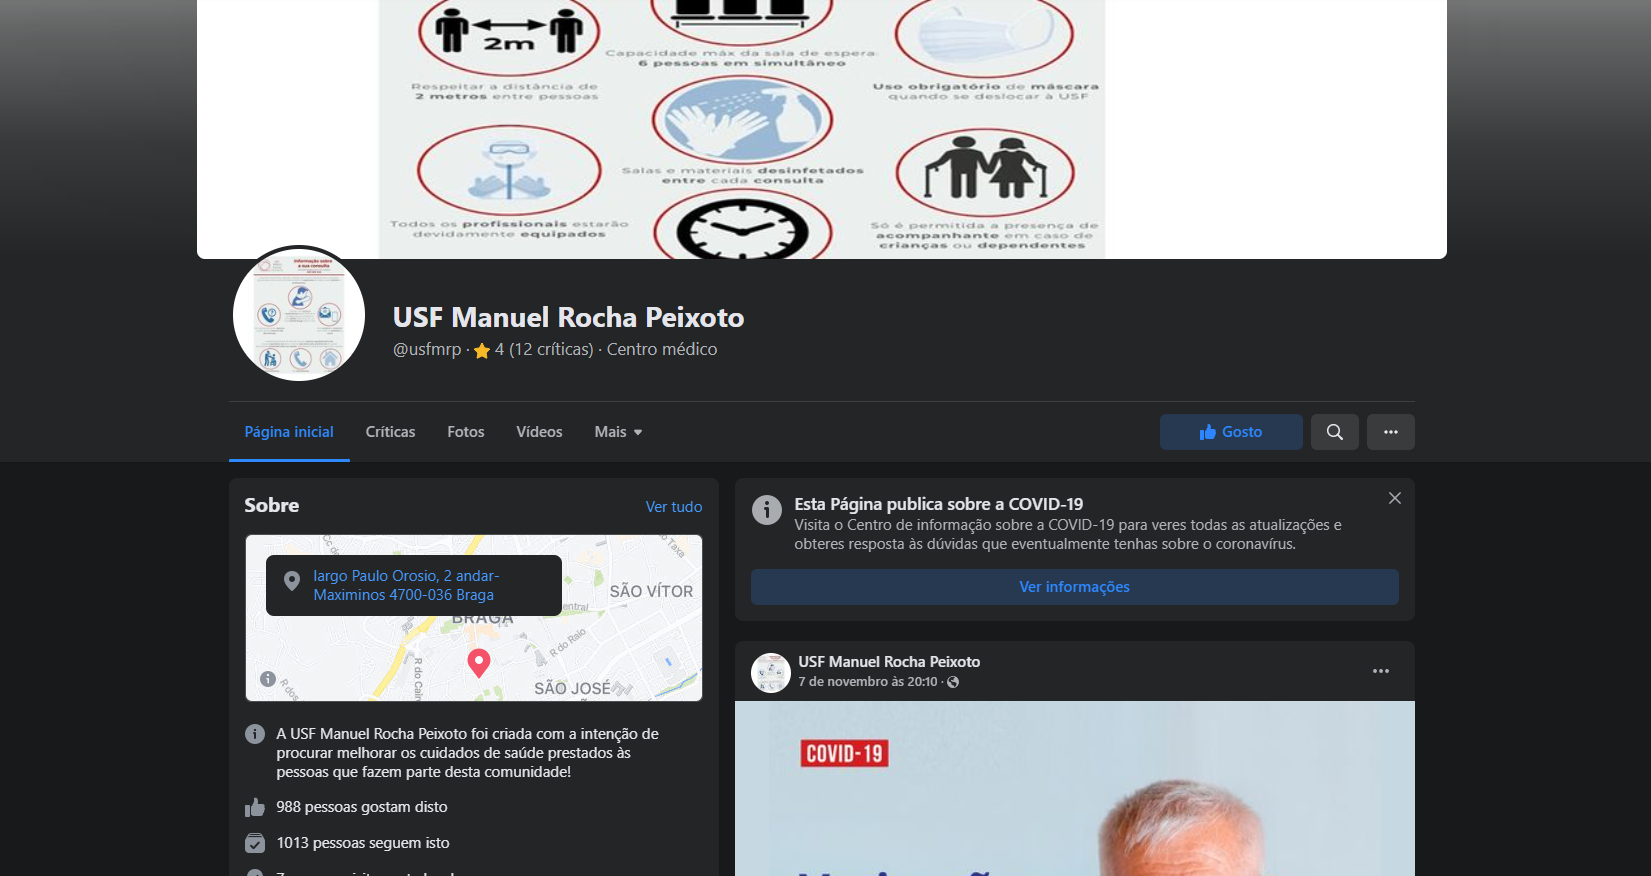 2m
Respeitar a distância de
2 metros entre pessoas
Capacidade máx da sala de espera:
6 pessoas em simultâneo
Uso obrigatório de máscara
quando se deslocar à USF
Salas e materiais desinfetados
entre cada consulta
Todos os profissionais estarão
devidamente equipados
Só é permitida a presença de
acompanhante em caso de
crianças ou dependentes
Informação sobre
a sua consulta
USF Manuel Rocha Peixoto
@usfmrp · 4 (12 críticas) · Centro médico
Página inicial
Críticas
Fotos
Vídeos
Mais
Gosto
Sobre
Ver tudo
largo Paulo Orosio, 2 andar-
Maximinos 4700-036 Braga
SÃO VÍTOR
BRAGA
R do Raio
SÃO JOSÉ
A USF Manuel Rocha Peixoto foi criada com a intenção de
procurar melhorar os cuidados de saúde prestados às
pessoas que fazem parte desta comunidade!
988 pessoas gostam disto
1013 pessoas seguem isto
Esta Página publica sobre a COVID-19
Visita o Centro de informação sobre a COVID-19 para veres todas as atualizações e
obteres resposta às dúvidas que eventualmente tenhas sobre o coronavírus.
Ver informações
USF Manuel Rocha Peixoto
7 de novembro às 20:10 ·
COVID-19